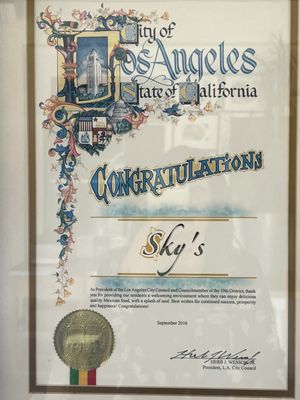 City of
Los Angeles
State of California
CONGRATULATIONS
Sky's
As President of the Los Angeles City Council and Councilmember of the 10th District, thank
you for providing our residents a welcoming environment where they can enjoy delicious
quality Mexican food, with a splash of soul. Best wishes for continued success, prosperity
and happiness! Congratulations!
September 2016
HERB J. WESSON, JR.
President, L.A. City Council